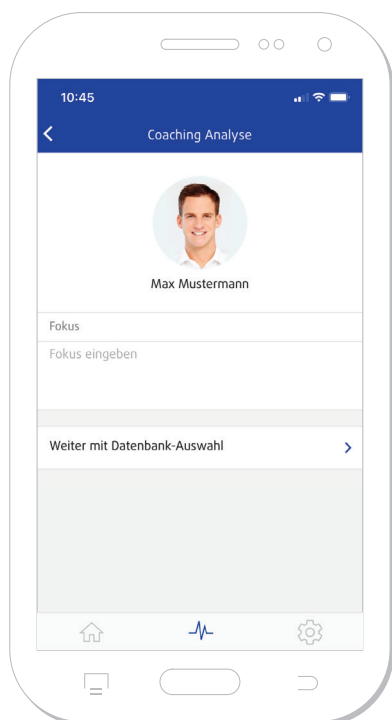 10:45
Coaching Analyse
Max Mustermann
Fokus
Fokus eingeben
Weiter mit Datenbank-Auswahl